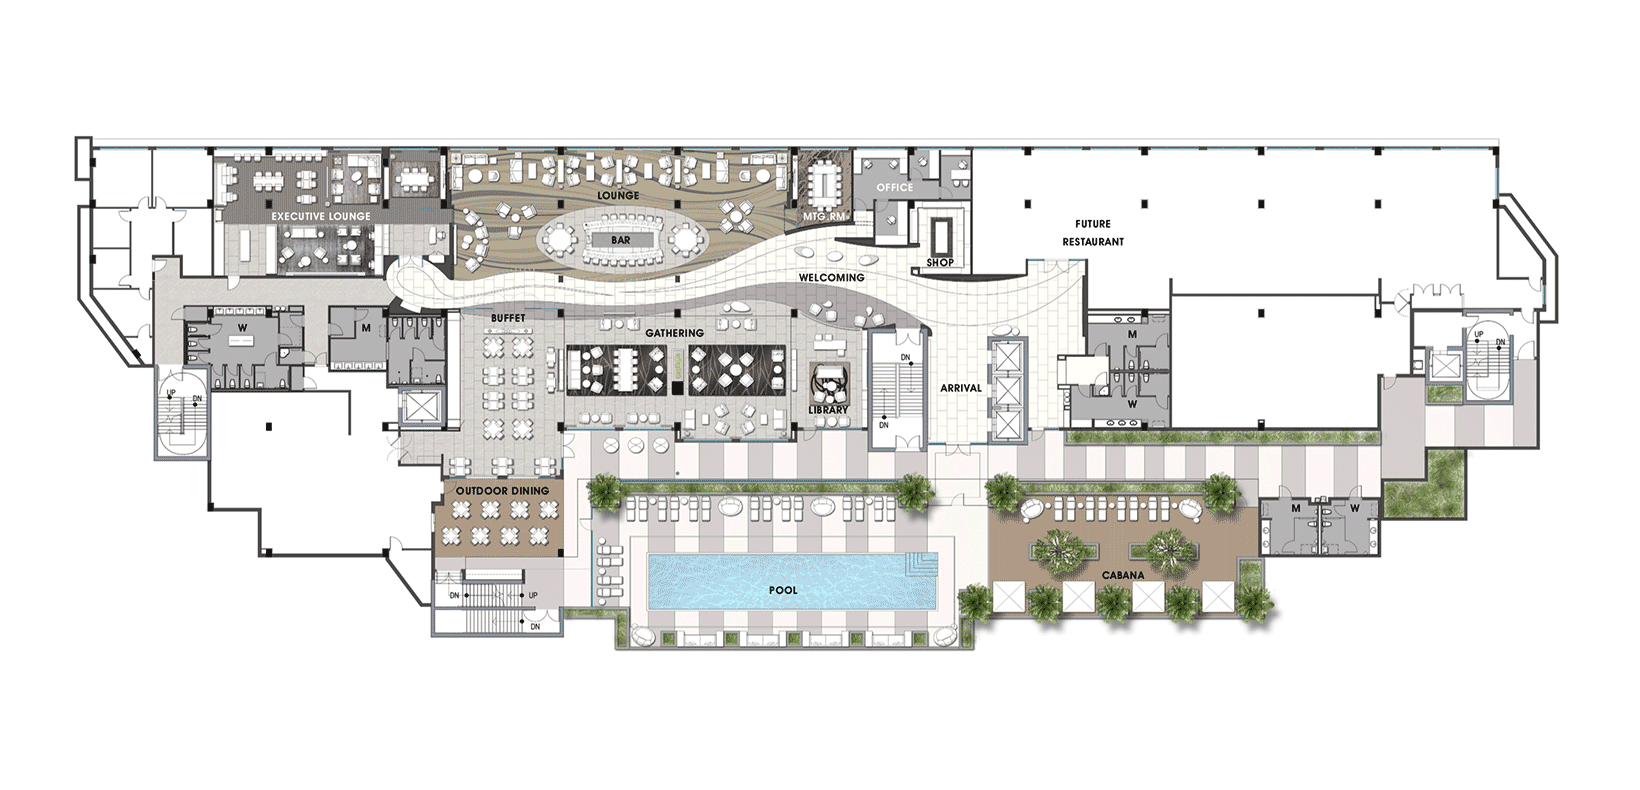 LOUNGE
OFFICE
EXECUTIVE LOUNGE
MTG.RM
FUTURE
RESTAURANT
BAR
SHOP
WELCOMING
BUFFET
W
M
GATHERING
M
UP
DN
DN
ARRIVAL
UP
DN
LIBRARY
W
DN
OUTDOOR DINING
M
W
CABANA
POOL
DN
UP
DN